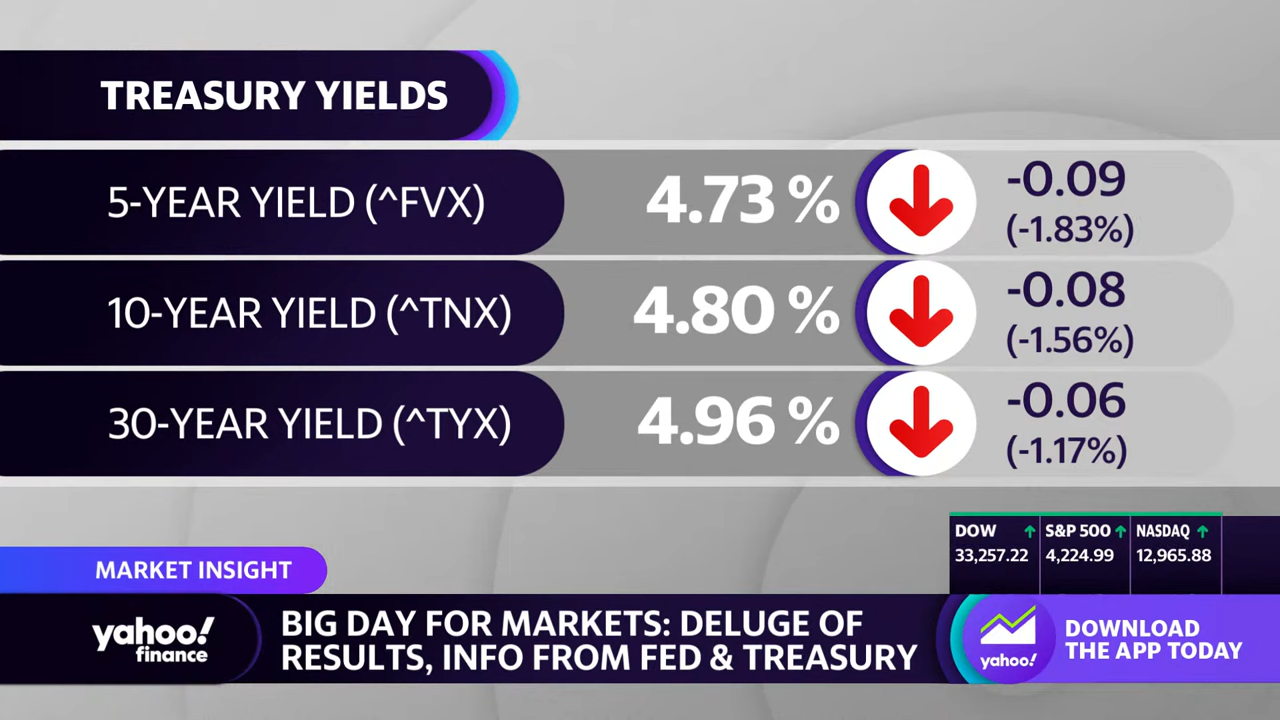 TREASURY YIELDS
5-YEAR YIELD (^FVX) 4.73 % -0.09
(-1.83%)
10-YEAR YIELD (^TNX) 4.80 % -0.08
(-1.56%)
30-YEAR YIELD (^TYX) 4.96 % -0.06
(-1.17%)
DOW S&P 500 NASDAQ
33,257.22 4,224.99 12,965.88
MARKET INSIGHT
yahoo!
finance
BIG DAY FOR MARKETS: DELUGE OF
RESULTS, INFO FROM FED & TREASURY
yahoo!
DOWNLOAD
THE APP TODAY